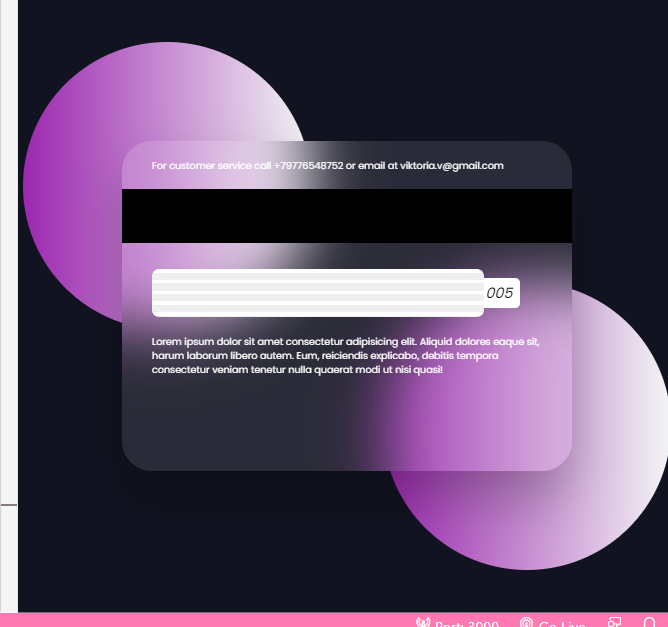 For customer service call +79776548752 or email at viktoria.v@gmail.com
005
Lorem ipsum dolor sit amet consectetur adipisicing elit. Aliquid dolores eaque sit,
harum laborum libero autem. Eum, reiciendis explicabo, debitis tempora
consectetur veniam tenetur nulla quaerat modi ut nisi quasi!
Port: 3000 Go Live